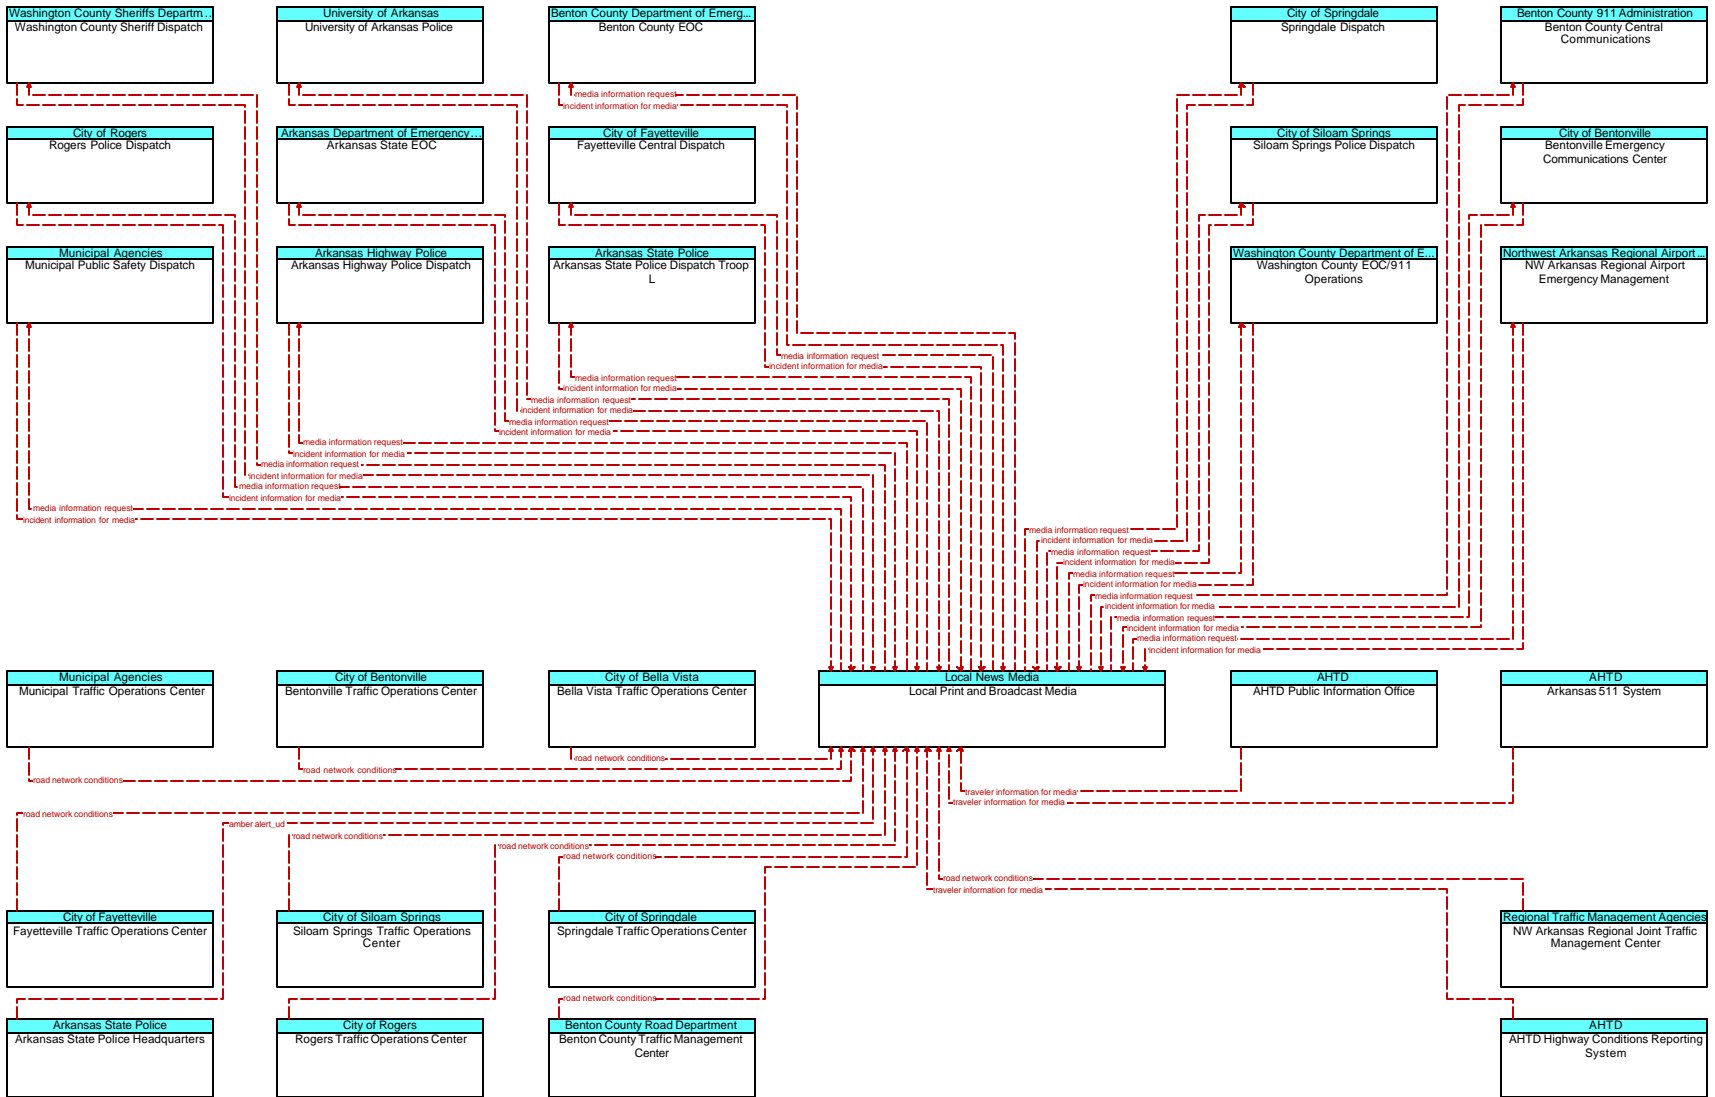 Washington County Sheriffs Departm...
Washington County Sheriff Dispatch
University of Arkansas
University of Arkansas Police
Benton County Department of Emerg...
Benton County EOC
City of Springdale
Springdale Dispatch
Benton County 911 Administration
Benton County Central
Communications
media information request
incident information for media
City of Rogers
Rogers Police Dispatch
Arkansas Department of Emergency...
Arkansas State EOC
City of Fayetteville
Fayetteville Central Dispatch
City of Siloam Springs
Siloam Springs Police Dispatch
City of Bentonville
Bentonville Emergency
Communications Center
Municipal Agencies
Municipal Public Safety Dispatch
Arkansas Highway Police
Arkansas Highway Police Dispatch
Arkansas State Police
Arkansas State Police Dispatch Troop
L
Washington County Department of E...
Washington County EOC/911
Operations
Northwest Arkansas Regional Airport ...
NW Arkansas Regional Airport
Emergency Management
media information request
incident information for media
media information request
incident information for media
media information request
incident information for media
media information request
incident information for media
media information request
incident information for media
media information request
incident information for media
media information request
incident information for media
media information request
incident information for media
media information request
incident information for media
media information request
incident information for media
media information request
incident information for media
media information request
incident information for media
media information request
incident information for media
media information request
incident information for media
Municipal Agencies
Municipal Traffic Operations Center
City of Bentonville
Bentonville Traffic Operations Center
City of Bella Vista
Bella Vista Traffic Operations Center
Local News Media
Local Print and Broadcast Media
AHTD
AHTD Public Information Office
AHTD
Arkansas 511 System
road network conditions
road network conditions
road network conditions
traveler information for media
traveler information for media
road network conditions
amber alert_ud
road network conditions
road network conditions
road network conditions
road network conditions
traveler information for media
City of Fayetteville
Fayetteville Traffic Operations Center
City of Siloam Springs
Siloam Springs Traffic Operations
Center
City of Springdale
Springdale Traffic Operations Center
Regional Traffic Management Agencies
NW Arkansas Regional Joint Traffic
Management Center
road network conditions
Arkansas State Police
Arkansas State Police Headquarters
City of Rogers
Rogers Traffic Operations Center
Benton County Road Department
Benton County Traffic Management
Center
AHTD
AHTD Highway Conditions Reporting
System